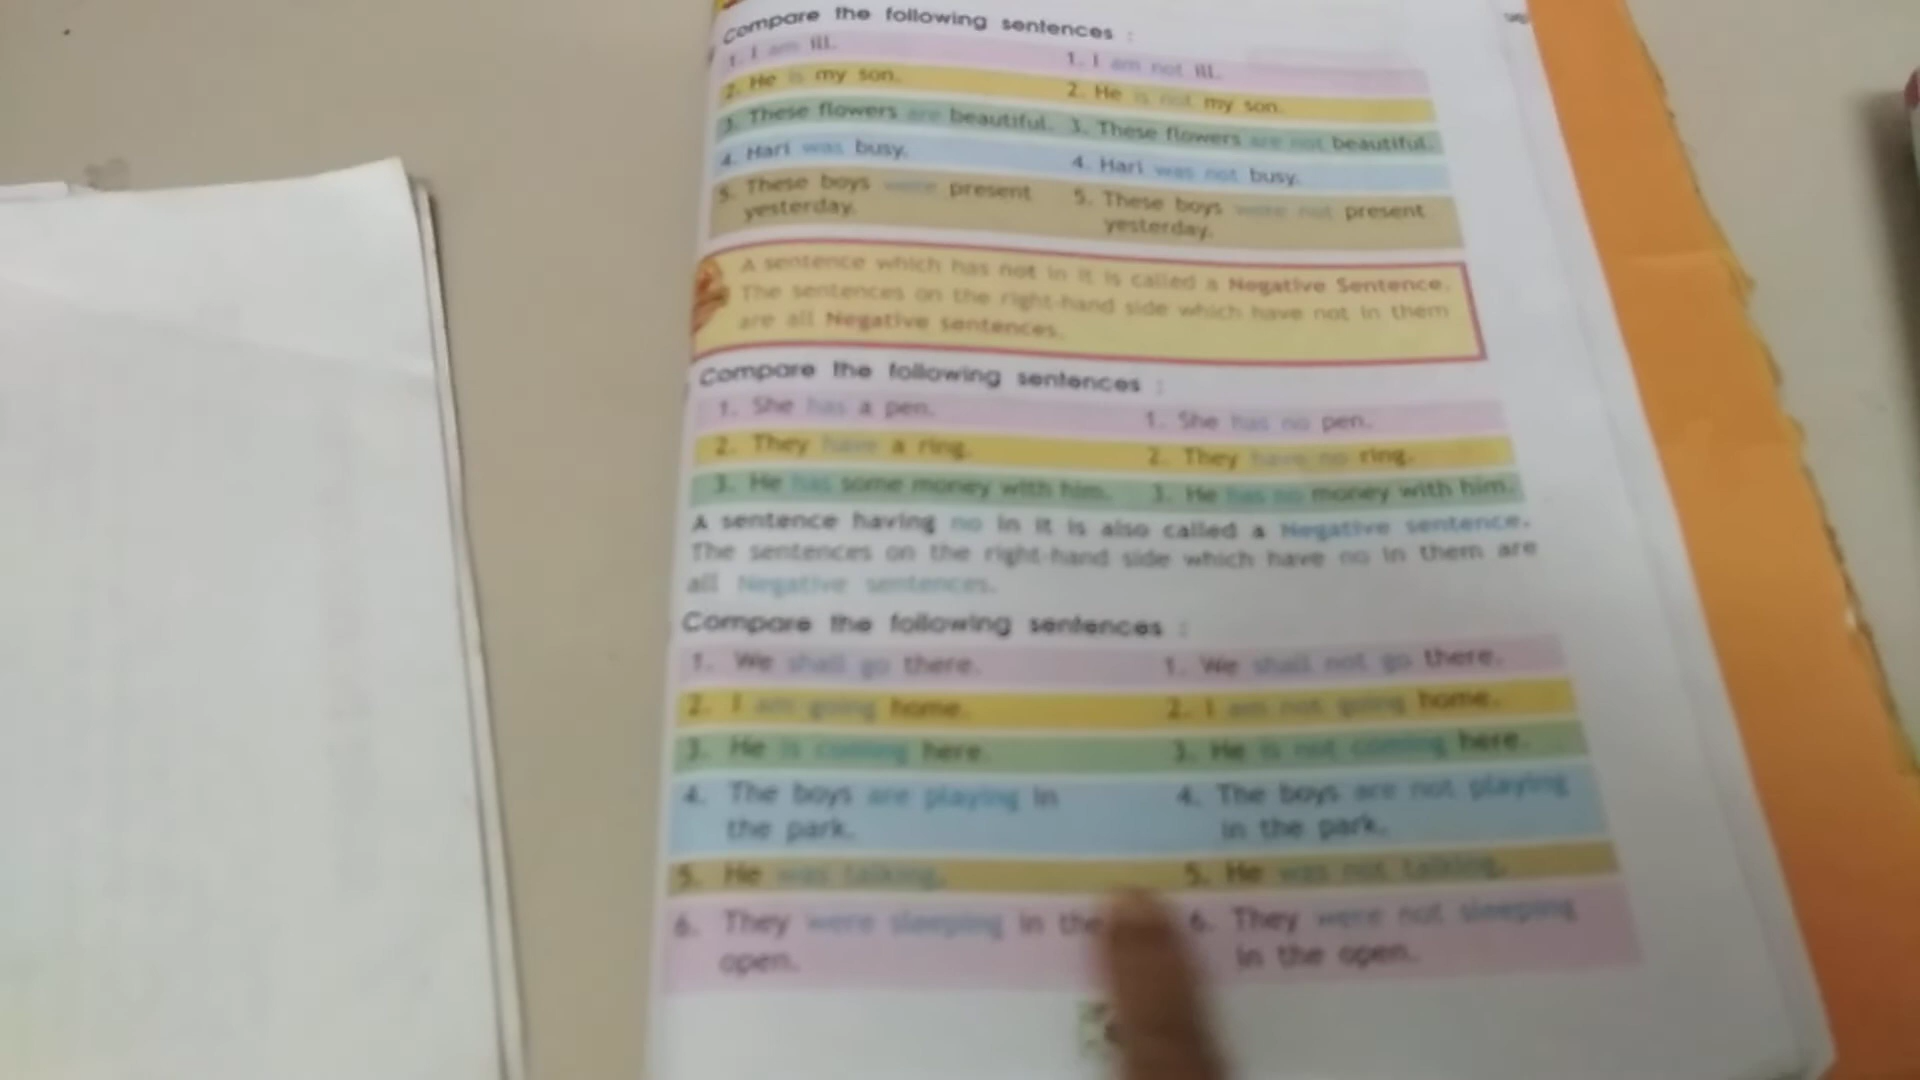 Compare the following sentences :
1. I am ill. 1. I am not ill.
2. He is my son. 2. He is not my son.
3. These flowers are beautiful. 3. These flowers are not beautiful.
4. Hari was busy. 4. Hari was not busy.
5. These boys were present 5. These boys were not present
yesterday. yesterday.
A sentence which has not in it is called a Negative Sentence.
The sentences on the right-hand side which have not in them
are all Negative sentences.
Compare the following sentences :
1. She has a pen. 1. She has no pen.
2. They have a ring. 2. They have no ring.
3. He has some money with him. 3. He has no money with him.
A sentence having no in it is also called a Negative sentence.
The sentences on the right-hand side which have no in them are
all Negative sentences.
Compare the following sentences :
1. We shall go there. 1. We shall not go there.
2. I am going home. 2. I am not going home.
3. He is coming here. 3. He is not coming here.
4. The boys are playing in 4. The boys are not playing
the park. in the park.
5. He was talking. 5. He was not talking.
6. They were sleeping in the 6. They were not sleeping
open. in the open.